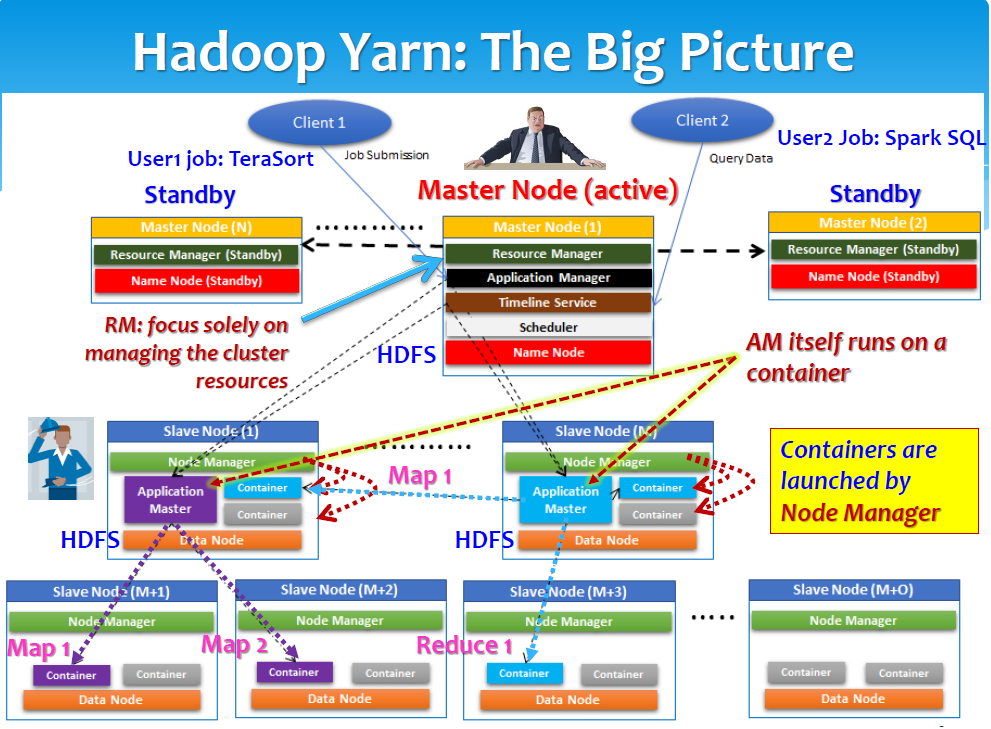 Hadoop Yarn: The Big Picture
Client 1
Client 2
User1 job: TeraSort
Job Submission
Query Data
User2 Job: Spark SQL
Standby
Master Node (active)
Standby
Master Node (N)
Resource Manager (Standby)
Name Node (Standby)
Master Node (1)
Resource Manager
Application Manager
Timeline Service
Scheduler
Name Node
Master Node (2)
Resource Manager (Standby)
Name Node (Standby)
RM: focus solely on
managing the cluster
resources
HDFS
AM itself runs on a
container
Slave Node (1)
Node Manager
Application
Master
Container
Container
Data Node
HDFS
Map 1
Slave Node (M)
Node Manager
Application
Master
Container
Container
Data Node
HDFS
Containers are
launched by
Node Manager
Slave Node (M+1)
Node Manager
Map 1
Container
Container
Data Node
Slave Node (M+2)
Node Manager
Map 2
Container
Container
Data Node
Slave Node (M+3)
Node Manager
Reduce 1
Container
Container
Data Node
Slave Node (M+O)
Node Manager
Container
Container
Data Node